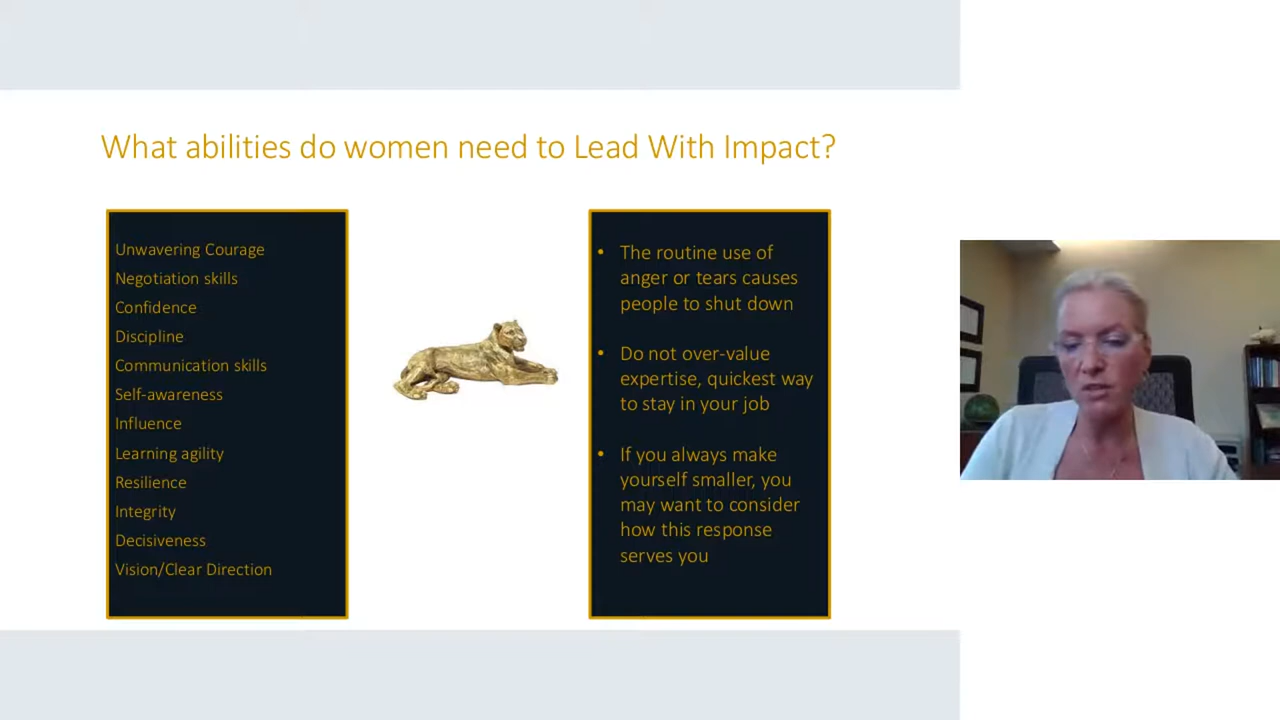 What abilities do women need to Lead With Impact?
Unwavering Courage
Negotiation skills
Confidence
Discipline
Communication skills
Self-awareness
Influence
Learning agility
Resilience
Integrity
Decisiveness
Vision/Clear Direction
• The routine use of
anger or tears causes
people to shut down
• Do not over-value
expertise, quickest way
to stay in your job
• If you always make
yourself smaller, you
may want to consider
how this response
serves you